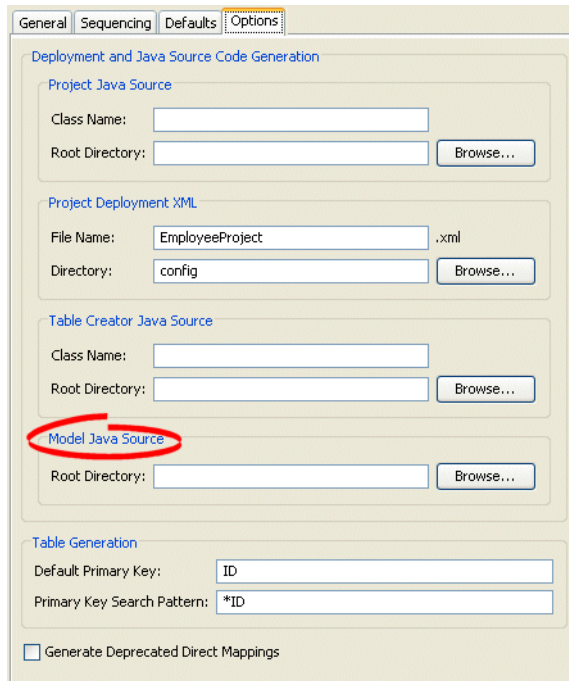 General Sequencing Defaults Options
Deployment and Java Source Code Generation
Project Java Source
Class Name:
Root Directory: Browse...
Project Deployment XML
File Name: EmployeeProject .xml
Directory: config Browse...
Table Creator Java Source
Class Name:
Root Directory: Browse...
Model Java Source
Root Directory: Browse...
Table Generation
Default Primary Key: ID
Primary Key Search Pattern: *ID
Generate Deprecated Direct Mappings